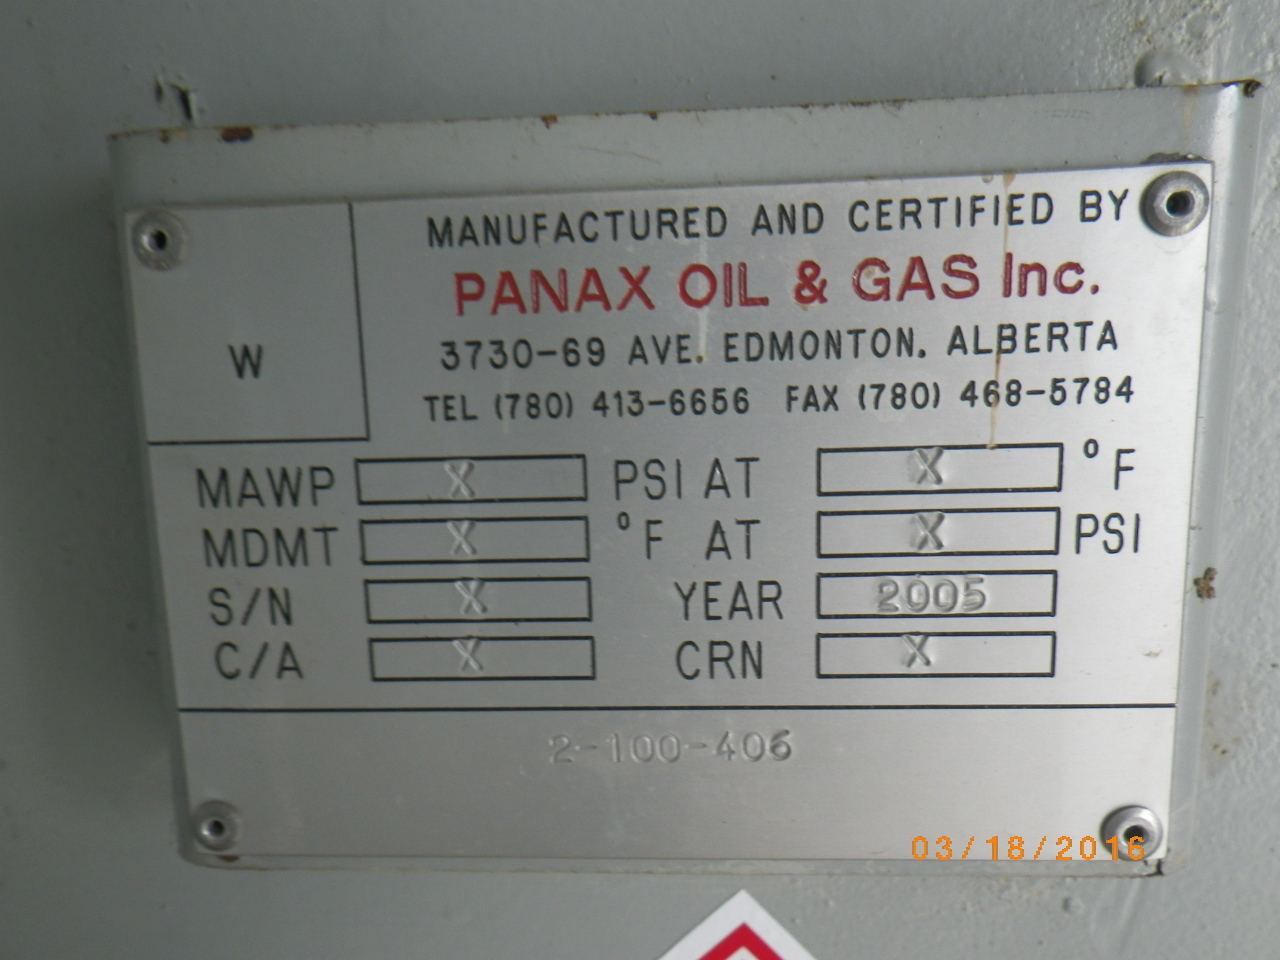 MANUFACTURED AND CERTIFIED BY
PANAX OIL & GAS Inc.
3730-69 AVE. EDMONTON. ALBERTA
TEL (780) 413-6656 FAX (780) 468-5784
W
MAWP X PSI AT X °F
MDMT X °F AT X PSI
S/N X YEAR 2005
C/A X CRN X
2-100-406
03/18/2016